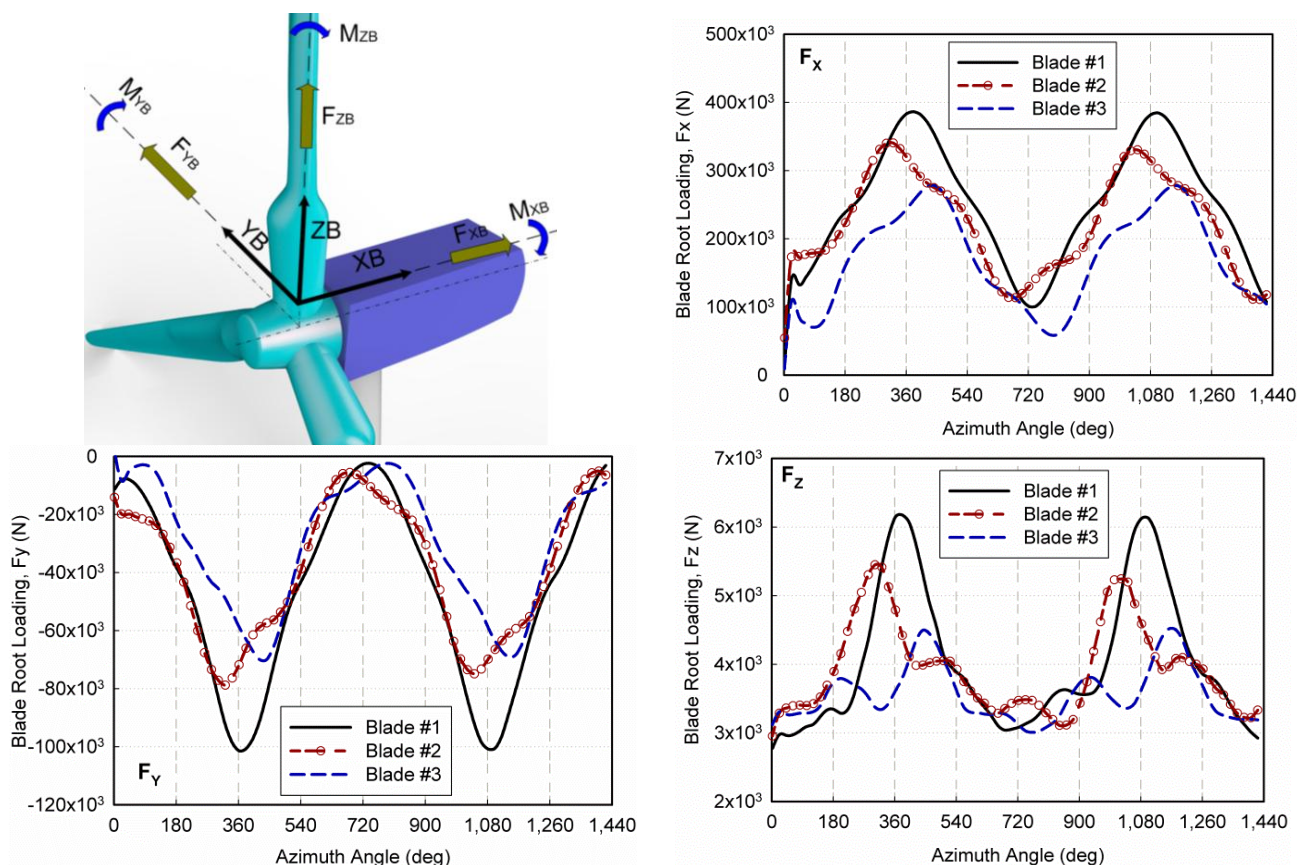 MZB
MYB
FZB
FYB
MXB
YB
ZB
FXB
XB
FX
Blade #1
Blade #2
Blade #3
Blade Root Loading, Fx (N)
500x10³
400x10³
300x10³
200x10³
100x10³
0
0 180 360 540 720 900 1,080 1,260 1,440
Azimuth Angle (deg)
Blade Root Loading, Fy (N)
0
-20x10³
-40x10³
-60x10³
-80x10³
-100x10³
-120x10³
Blade #1
Blade #2
Blade #3
FY
0 180 360 540 720 900 1,080 1,260 1,440
Azimuth Angle (deg)
Blade Root Loading, Fz (N)
7x10³
6x10³
5x10³
4x10³
3x10³
2x10³
FZ
Blade #1
Blade #2
Blade #3
0 180 360 540 720 900 1,080 1,260 1,440
Azimuth Angle (deg)